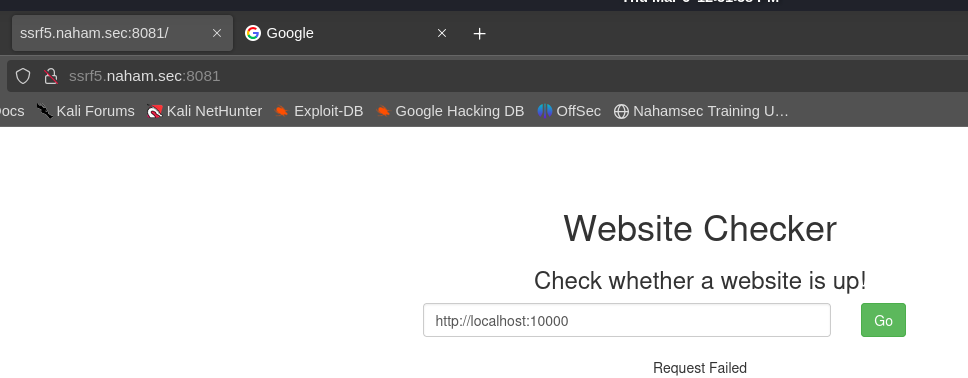 ssrf5.naham.sec:8081/ Google
ssrf5.naham.sec:8081
ocs Kali Forums Kali NetHunter Exploit-DB Google Hacking DB OffSec Nahamsec Training U…
Website Checker
Check whether a website is up!
http://localhost:10000 Go
Request Failed